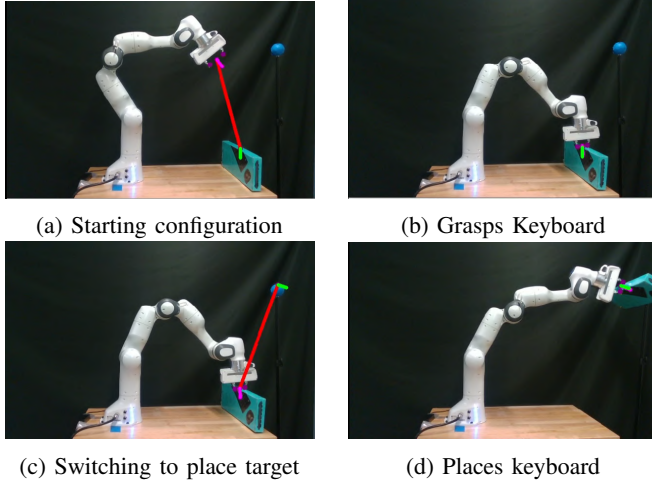 (a) Starting configuration
(b) Grasps Keyboard
(c) Switching to place target
(d) Places keyboard